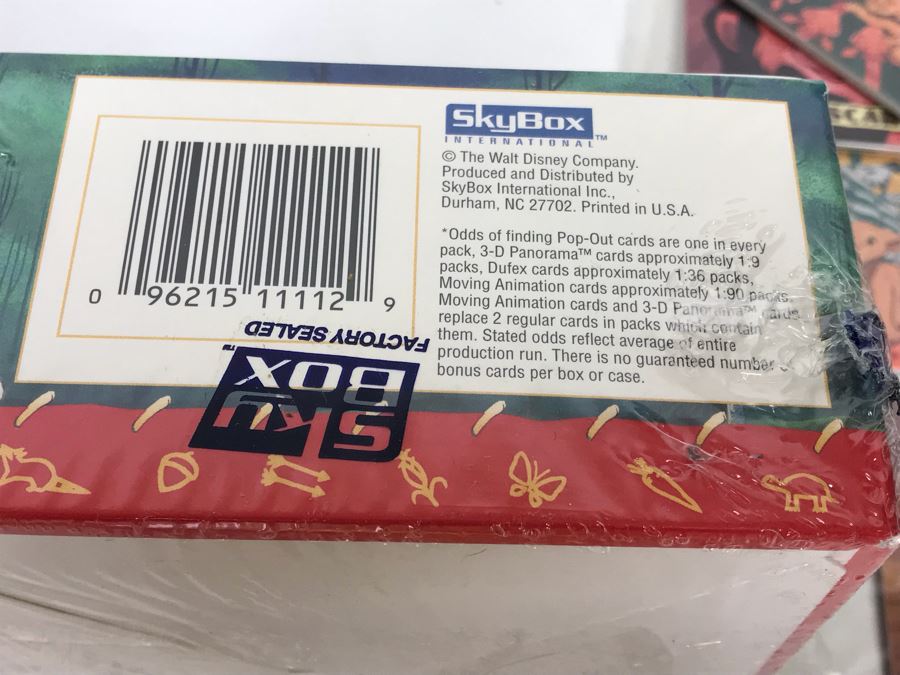 SkyBox™
INTERNATIONAL
© The Walt Disney Company.
Produced and Distributed by
SkyBox International Inc.,
Durham, NC 27702. Printed in U.S.A.
*Odds of finding Pop-Out cards are one in every
pack, 3-D Panorama™ cards approximately 1:9
packs, Dufex cards approximately 1:36 packs,
Moving Animation cards approximately 1:90 packs.
Moving Animation cards and 3-D Panorama™ cards
replace 2 regular cards in packs which contain
them. Stated odds reflect average of entire
production run. There is no guaranteed number
bonus cards per box or case.
0 96215 11112 9
FACTORY SEALED
SKY
BOX™